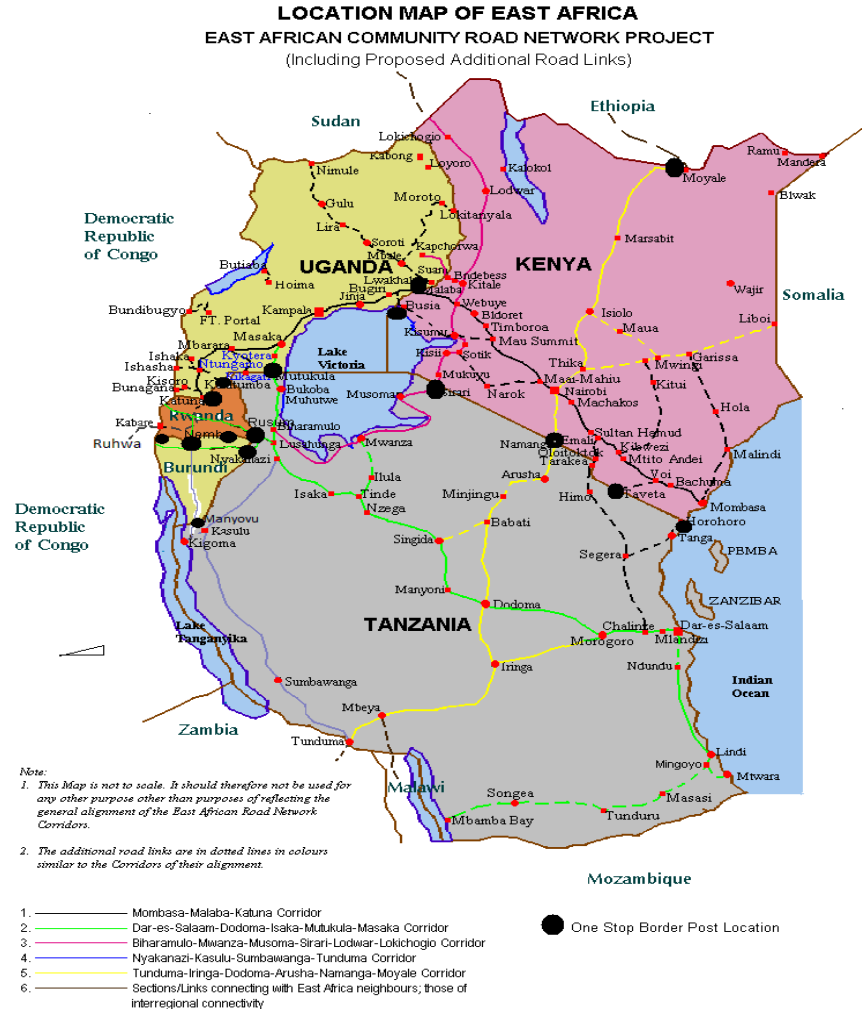 LOCATION MAP OF EAST AFRICA
EAST AFRICAN COMMUNITY ROAD NETWORK PROJECT
(Including Proposed Additional Road Links)
Ethiopia
Sudan
Lokichogio
Kabong
Loyoro
Nimule
Kalokol
Ramu
Mandera
Moyale
Lodwar
Elwak
Moroto
Lokitanyala
Gulu
Lira
Democratic
Republic
of Congo
Soroti
Kapchorwa
Mbale
Marsabit
Butiaba
UGANDA
Suam
KENYA
Hoima
Lwakhakha
Endebess
Malaba
Kitale
Wajir
Somalia
Bugiri
Jinja
Busia
Webuye
Bundibugyo
FT. Portal
Kampala
Eldoret
Isiolo
Liboi
Timboroa
Maua
Masaka
Kisumu
Mau Summit
Mbarara
Kyotera
Lake
Victoria
Kisii
Sotik
Thika
Mwingi
Garissa
Ishaka
Ntungamo
Ishasha
Mutukula
Mukuyu
Maai-Mahiu
Kitui
Kisoro
Bunagana
Bukoba
Muhutwe
Musoma
Sirari
Narok
Nairobi
Katuna
Machakos
Hola
Rwanda
Kabare
Rusumo
Biharamulo
Sultan Hamud
Ruhwa
Lusahunga
Mwanza
Namanga
Emali
Kibwezi
Malindi
Oloitoktok
Burundi
Nyakanazi
Tarakea
Mtito Andei
Arusha
Voi
Ilula
Bachuma
Isaka
Tinde
Minjingu
Himo
Taveta
Mombasa
Democratic
Republic
of Congo
Nzega
Manyovu
Babati
Horohoro
Kasulu
Tanga
Kigoma
Singida
Segera
PEMBA
Manyoni
ZANZIBAR
Dodoma
TANZANIA
Chalinze
Dar-es-Salaam
Lake
Tanganyika
Morogoro
Mlandizi
Iringa
Ndundu
Indian
Ocean
Sumbawanga
Mbeya
Zambia
Tunduma
Lindi
Mingoyo
Mtwara
Malawi
Songea
Masasi
Mbamba Bay
Tunduru
Mozambique
Note:
1. This Map is not to scale. It should therefore not be used for
any other purpose other than purposes of reflecting the
general alignment of the East African Road Network
Corridors.
2. The additional road links are in dotted lines in colours
similar to the Corridors of their alignment.
1. Mombasa-Malaba-Katuna Corridor
2. Dar-es-Salaam-Dodoma-Isaka-Mutukula-Masaka Corridor
3. Biharamulo-Mwanza-Musoma-Sirari-Lodwar-Lokichogio Corridor
4. Nyakanazi-Kasulu-Sumbawanga-Tunduma Corridor
5. Tunduma-Iringa-Dodoma-Arusha-Namanga-Moyale Corridor
6. Sections/Links connecting with East Africa neighbours; those of
interregional connectivity
One Stop Border Post Location